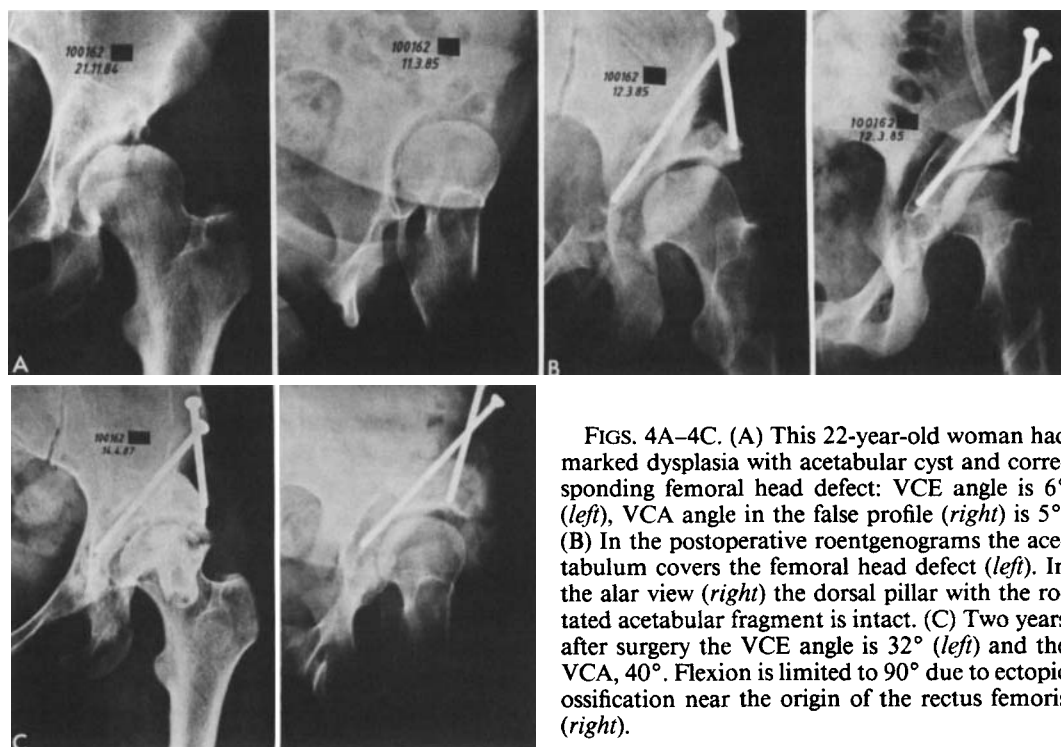 100162
21.11.84
100162
11.3.85
100162
12.3.85
100162
12.3.85
A
B
100162
14.4.87
C
FIGS. 4A–4C. (A) This 22-year-old woman had
marked dysplasia with acetabular cyst and corre-
sponding femoral head defect: VCE angle is 6°
(left), VCA angle in the false profile (right) is 5°
(B) In the postoperative roentgenograms the ace-
tabulum covers the femoral head defect (left). In
the alar view (right) the dorsal pillar with the ro-
tated acetabular fragment is intact. (C) Two years
after surgery the VCE angle is 32° (left) and the
VCA, 40°. Flexion is limited to 90° due to ectopic
ossification near the origin of the rectus femoris
(right).